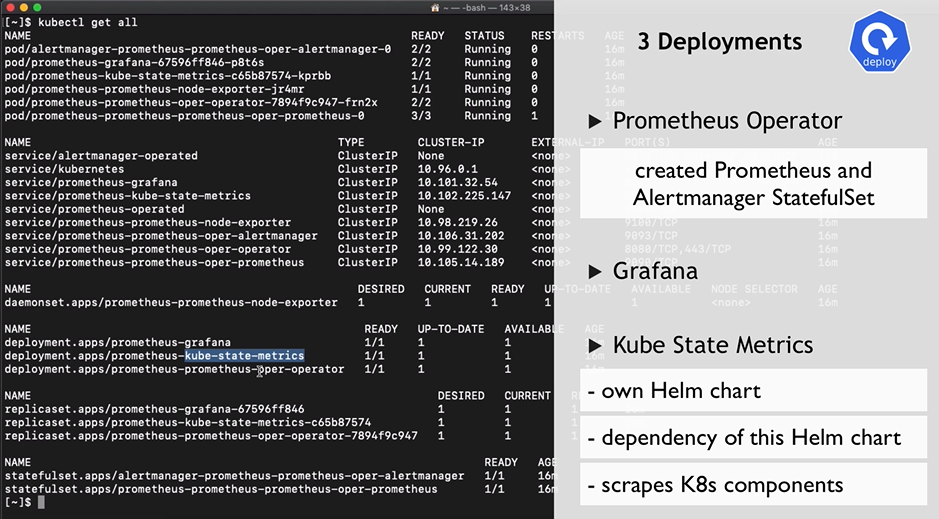 ~ — -bash — 143×38
[~]$ kubectl get all
NAME READY STATUS RESTARTS AGE
pod/alertmanager-prometheus-prometheus-oper-alertmanager-0 2/2 Running 0 16m
pod/prometheus-grafana-67596ff846-p8t6s 2/2 Running 0
pod/prometheus-kube-state-metrics-c65b87574-kprbb 1/1 Running 0
pod/prometheus-prometheus-node-exporter-jr4mr 1/1 Running 0
pod/prometheus-prometheus-oper-operator-7894f9c947-frn2x 2/2 Running 0
pod/prometheus-prometheus-prometheus-oper-prometheus-0 3/3 Running 1
NAME TYPE CLUSTER-IP EXTERNAL-IP PORT(S) AGE
service/alertmanager-operated ClusterIP None <none>
service/kubernetes ClusterIP 10.96.0.1 <none>
service/prometheus-grafana ClusterIP 10.101.32.54 <none>
service/prometheus-kube-state-metrics ClusterIP 10.102.225.147 <none>
service/prometheus-operated ClusterIP None <none>
service/prometheus-prometheus-node-exporter ClusterIP 10.98.219.26 <none> 9100/TCP 16m
service/prometheus-prometheus-oper-alertmanager ClusterIP 10.106.31.202 <none> 9093/TCP 16m
service/prometheus-prometheus-oper-operator ClusterIP 10.99.122.30 <none> 8080/TCP,443/TCP 16m
service/prometheus-prometheus-oper-prometheus ClusterIP 10.105.14.189 <none> 9090/TCP 16m
NAME DESIRED CURRENT READY UP-TO-DATE AVAILABLE NODE SELECTOR AGE
daemonset.apps/prometheus-prometheus-node-exporter 1 1 1 1 1 <none> 16m
NAME READY UP-TO-DATE AVAILABLE AGE
deployment.apps/prometheus-grafana 1/1 1 1
deployment.apps/prometheus-kube-state-metrics 1/1 1 1 16m
deployment.apps/prometheus-prometheus-oper-operator 1/1 1 1
NAME DESIRED CURRENT
replicaset.apps/prometheus-grafana-67596ff846 1 1
replicaset.apps/prometheus-kube-state-metrics-c65b87574 1 1
replicaset.apps/prometheus-prometheus-oper-operator-7894f9c947 1 1
NAME READY AGE
statefulset.apps/alertmanager-prometheus-prometheus-oper-alertmanager 1/1 16m
statefulset.apps/prometheus-prometheus-prometheus-oper-prometheus 1/1 16m
[~]$
3 Deployments
deploy
▶ Prometheus Operator
created Prometheus and
Alertmanager StatefulSet
▶ Grafana
▶ Kube State Metrics
- own Helm chart
- dependency of this Helm chart
- scrapes K8s components